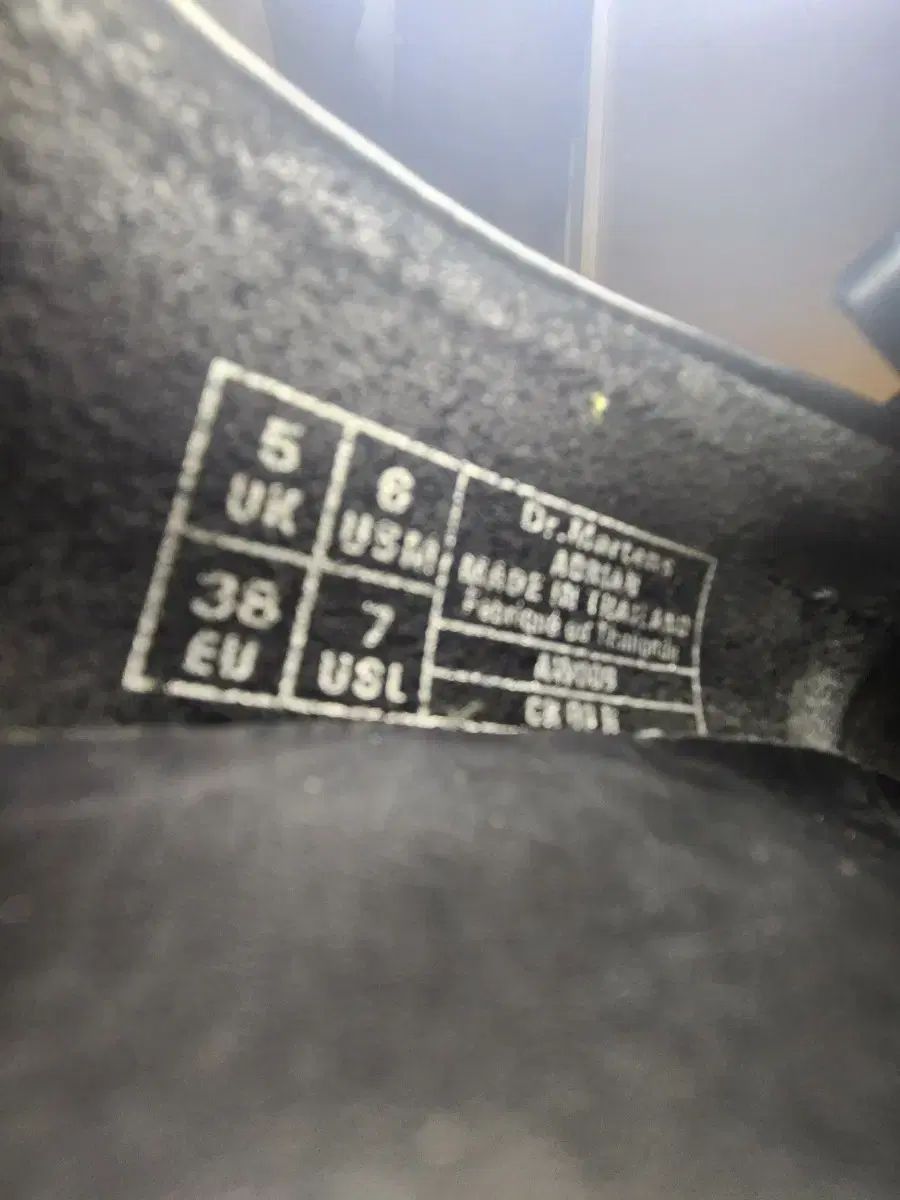 5
UK
6
USM
38
EU
7
USL
Dr.Martens
ADRIAN
MADE IN THAILAND
Fabriqué en Thaïlande